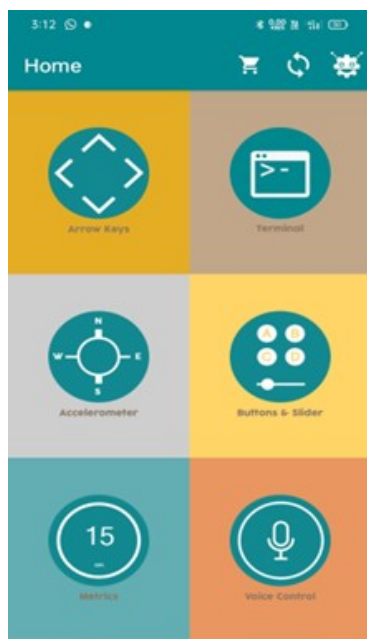 3:12
Home
Arrow Keys
Terminal
>-
N
W E
S
A B
C D
Accelerometer
Buttons & Slider
15
Metrics
Voice Control